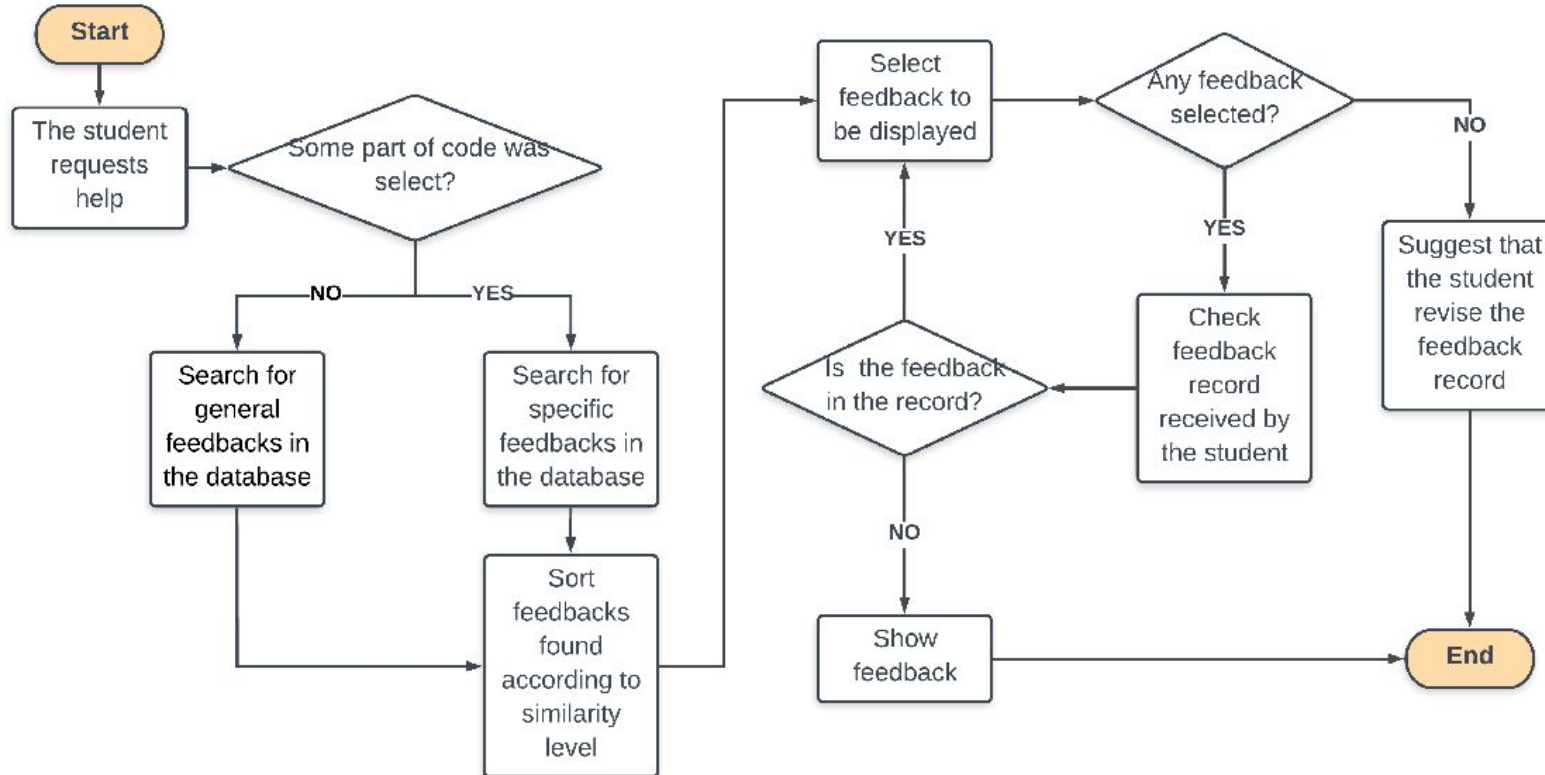 Start
The student
requests
help
Some part of code was
select?
NO
YES
Search for
general
feedbacks in
the database
Search for
specific
feedbacks in
the database
Sort
feedbacks
found
according to
similarity
level
Select
feedback to
be displayed
Any feedback
selected?
NO
YES
YES
Suggest that
the student
revise the
feedback
record
Check
feedback
record
received by
the student
Is the feedback
in the record?
NO
Show
feedback
End